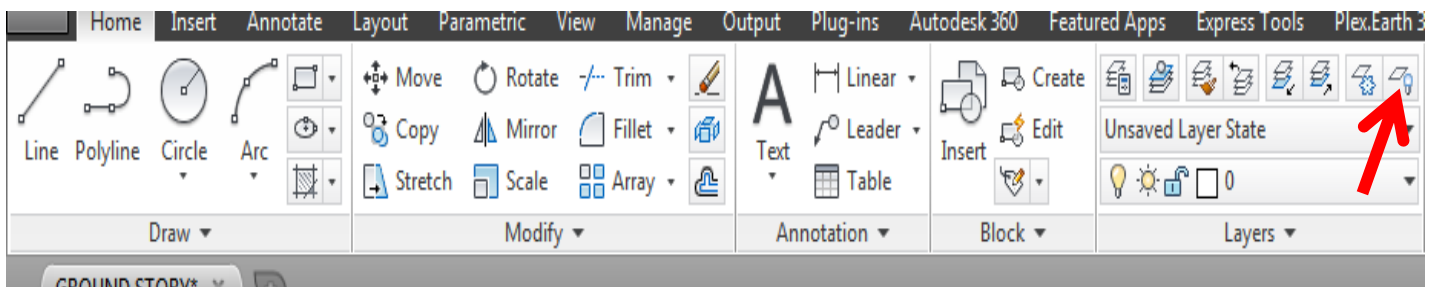 Home Insert Annotate Layout Parametric View Manage Output Plug-ins Autodesk 360 Featured Apps Express Tools Plex.Earth
Move Rotate Trim Linear Create
Copy Mirror Fillet Leader Edit Unsaved Layer State
Line Polyline Circle Arc Text Insert
Stretch Scale Array Table 0
Draw Modify Annotation Block Layers
GROUND STORY*